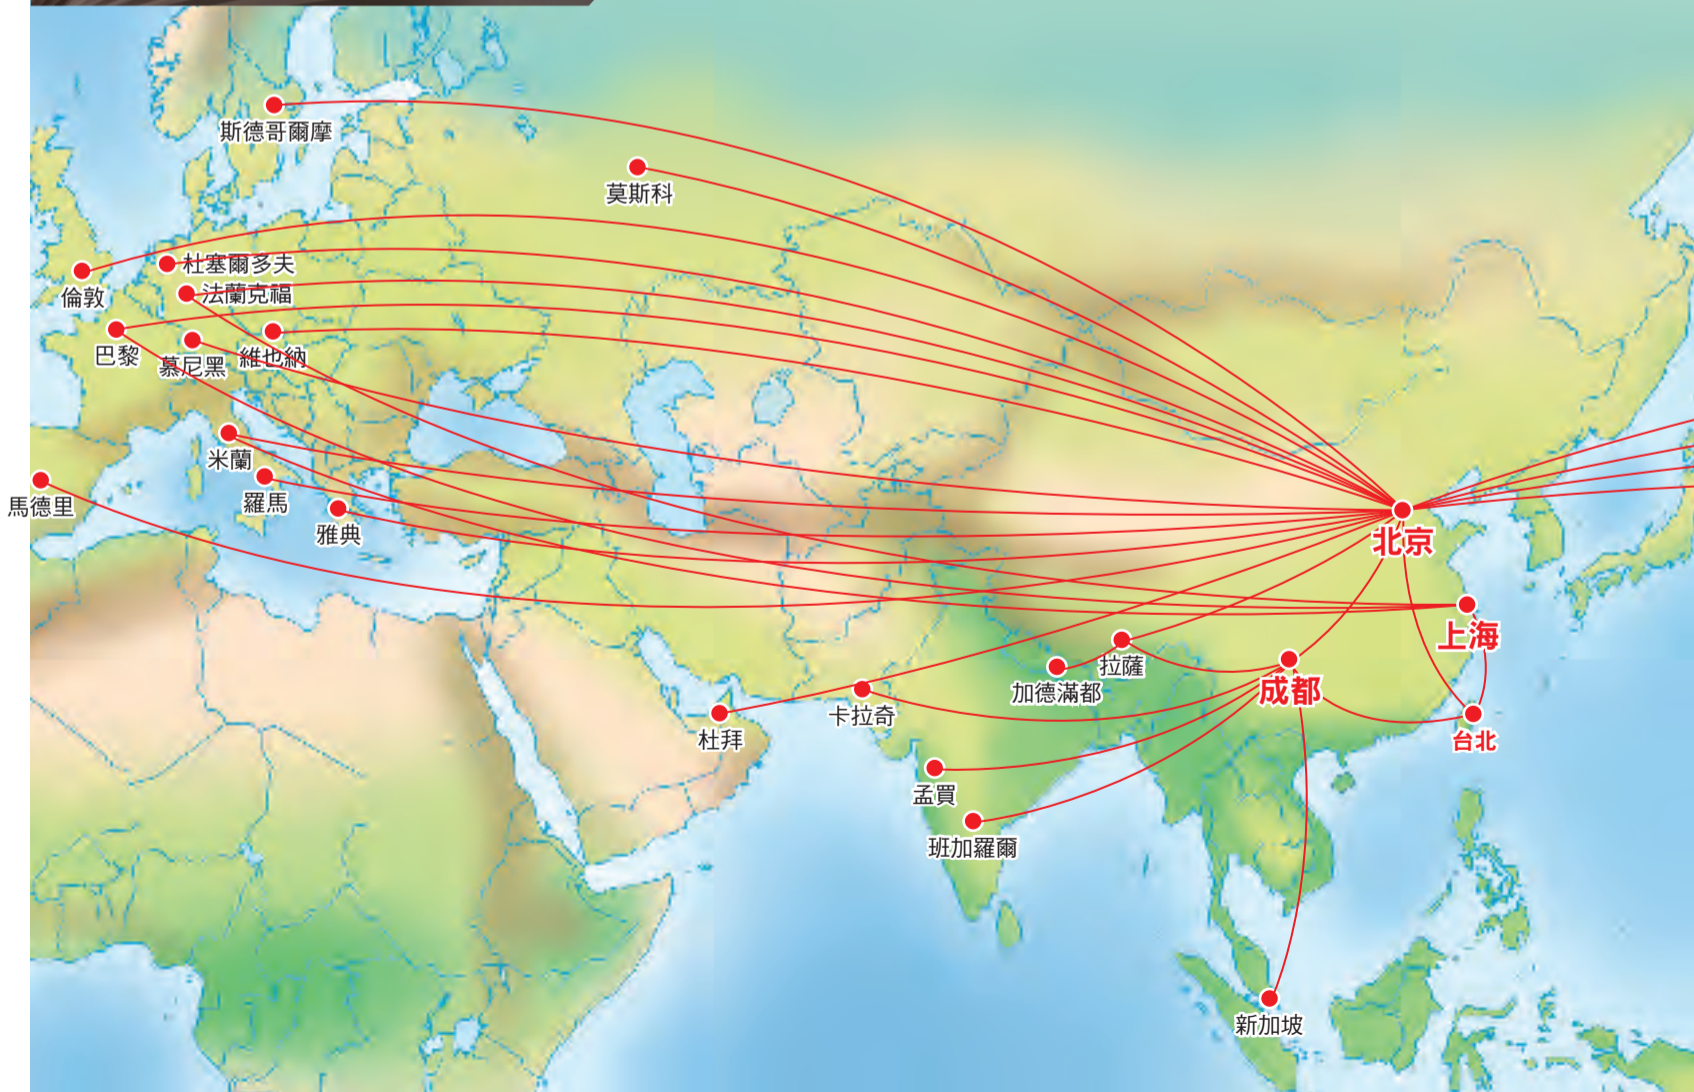 斯德哥爾摩
莫斯科
杜塞爾多夫
倫敦
法蘭克福
巴黎
慕尼黑
維也納
米蘭
羅馬
馬德里
雅典
北京
上海
拉薩
加德滿都
成都
卡拉奇
杜拜
台北
孟買
班加羅爾
新加坡